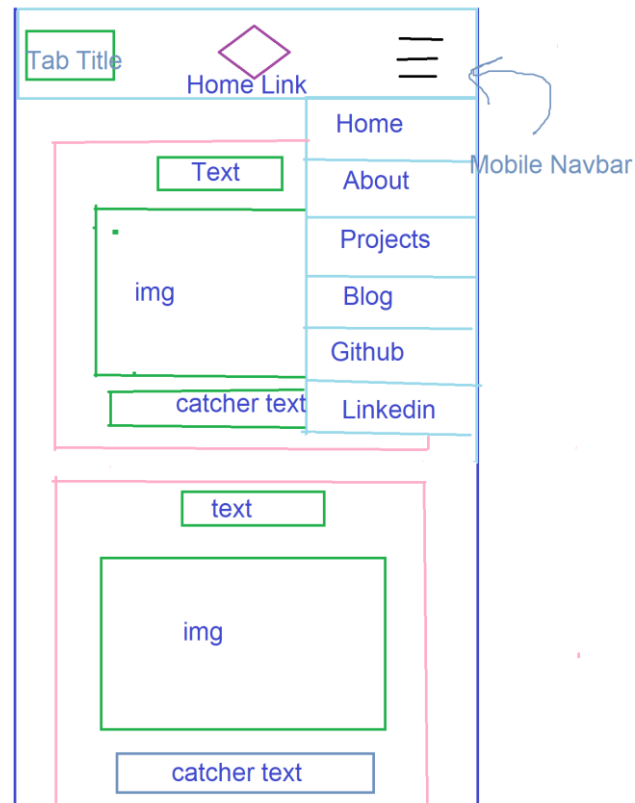 Tab Title
Home Link
Home
Mobile Navbar
Text
About
Projects
img
Blog
Github
catcher text
Linkedin
text
img
catcher text